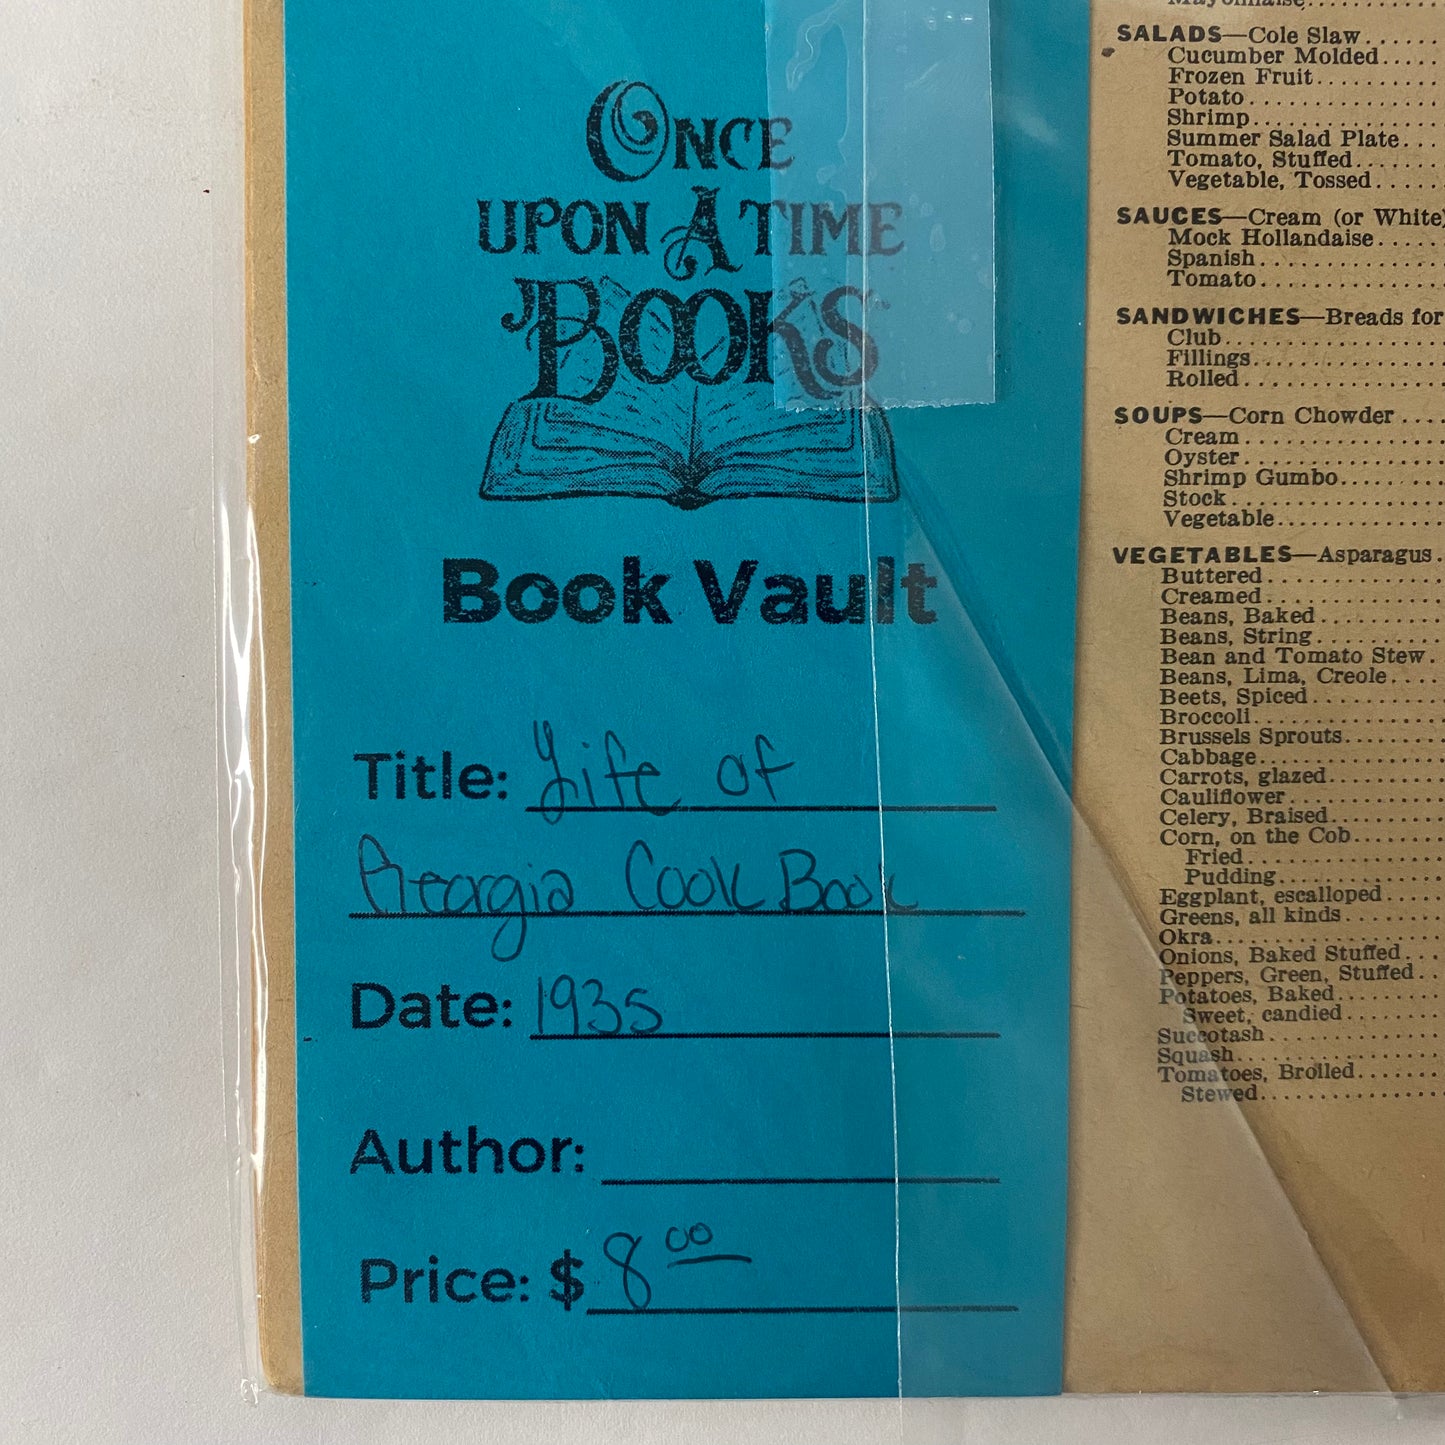 ONCE
UPON A TIME
BOOKS
Book Vault
Title: Life of
Georgia Cook Book
Date: 1935
Author:
Price: $ 8.00
Mayonnaise
SALADS—Cole Slaw
Cucumber Molded
Frozen Fruit
Potato
Shrimp
Summer Salad Plate
Tomato, Stuffed
Vegetable, Tossed
SAUCES—Cream (or White)
Mock Hollandaise
Spanish
Tomato
SANDWICHES—Breads for
Club
Fillings
Rolled
SOUPS—Corn Chowder
Cream
Oyster
Shrimp Gumbo
Stock
Vegetable
VEGETABLES—Asparagus
Buttered
Creamed
Beans, Baked
Beans, String
Bean and Tomato Stew
Beans, Lima, Creole
Beets, Spiced
Broccoli
Brussels Sprouts
Cabbage
Carrots, glazed
Cauliflower
Celery, Braised
Corn, on the Cob
Fried
Pudding
Eggplant, escalloped
Greens, all kinds
Okra
Onions, Baked Stuffed
Peppers, Green, Stuffed
Potatoes, Baked
Sweet, candied
Succotash
Squash
Tomatoes, Broiled
Stewed